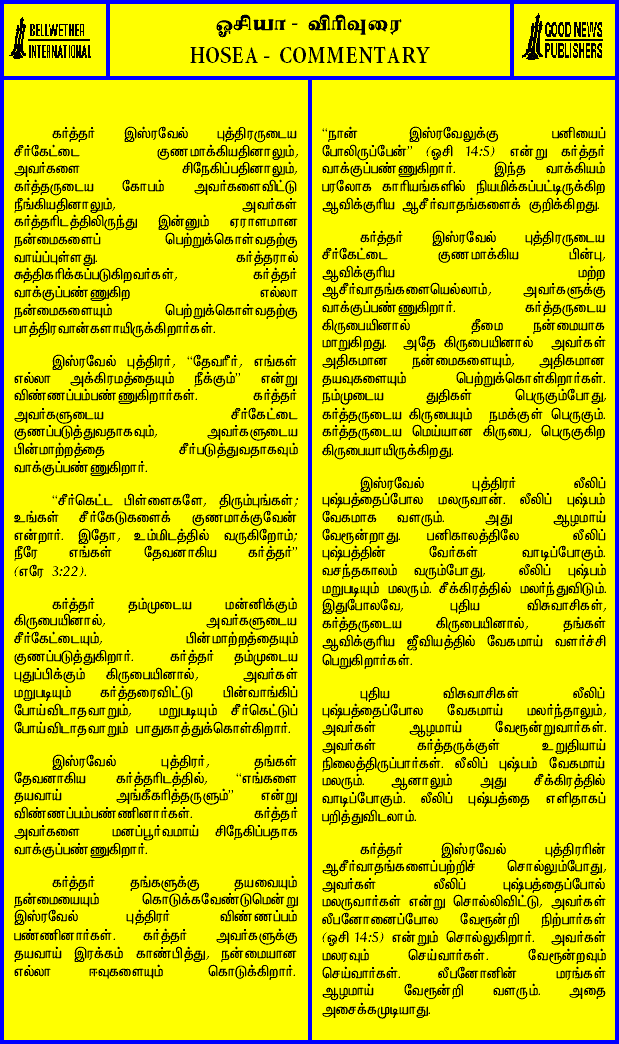 BELLWETHER
INTERNATIONAL
ஓசியா - விரிவுரை
HOSEA - COMMENTARY
GOOD NEWS
PUBLISHERS
கர்த்தர் இஸ்ரவேல் புத்திரருடைய
சீர்கேட்டை குணமாக்கியதினாலும்,
அவர்களை சிநேகிப்பதினாலும்,
கர்த்தருடைய கோபம் அவர்களைவிட்டு
நீங்கியதினாலும், அவர்கள்
கர்த்தரிடத்திலிருந்து இன்னும் ஏராளமான
நன்மைகளைப் பெற்றுக்கொள்வதற்கு
வாய்ப்புள்ளது. கர்த்தரால்
சுத்திகரிக்கப்படுகிறவர்கள், கர்த்தர்
வாக்குப்பண்ணுகிற எல்லா
நன்மைகளையும் பெற்றுக்கொள்வதற்கு
பாத்திரவான்களாயிருக்கிறார்கள்.
இஸ்ரவேல் புத்திரர், “தேவரீர், எங்கள்
எல்லா அக்கிரமத்தையும் நீக்கும்” என்று
விண்ணப்பம்பண்ணுகிறார்கள். கர்த்தர்
அவர்களுடைய சீர்கேட்டை
குணப்படுத்துவதாகவும், அவர்களுடைய
பின்மாற்றத்தை சீர்படுத்துவதாகவும்
வாக்குப்பண்ணுகிறார்.
“சீர்கெட்ட பிள்ளைகளே, திரும்புங்கள்;
உங்கள் சீர்கேடுகளைக் குணமாக்குவேன்
என்றார். இதோ, உம்மிடத்தில் வருகிறோம்;
நீரே எங்கள் தேவனாகிய கர்த்தர்”
(எரே 3:22).
கர்த்தர் தம்முடைய மன்னிக்கும்
கிருபையினால், அவர்களுடைய
சீர்கேட்டையும், பின்மாற்றத்தையும்
குணப்படுத்துகிறார். கர்த்தர் தம்முடைய
புதுப்பிக்கும் கிருபையினால், அவர்கள்
மறுபடியும் கர்த்தரைவிட்டு பின்வாங்கிப்
போய்விடாதவாறும், மறுபடியும் சீர்கெட்டுப்
போய்விடாதவாறும் பாதுகாத்துக்கொள்கிறார்.
இஸ்ரவேல் புத்திரர், தங்கள்
தேவனாகிய கர்த்தரிடத்தில், “எங்களை
தயவாய் அங்கீகரித்தருளும்” என்று
விண்ணப்பம்பண்ணினார்கள். கர்த்தர்
அவர்களை மனப்பூர்வமாய் சிநேகிப்பதாக
வாக்குப்பண்ணுகிறார்.
கர்த்தர் தங்களுக்கு தயவையும்
நன்மையையும் கொடுக்கவேண்டுமென்று
இஸ்ரவேல் புத்திரர் விண்ணப்பம்
பண்ணினார்கள். கர்த்தர் அவர்களுக்கு
தயவாய் இரக்கம் காண்பித்து, நன்மையான
எல்லா ஈவுகளையும் கொடுக்கிறார்.
“நான் இஸ்ரவேலுக்கு பனியைப்
போலிருப்பேன்” (ஓசி 14:5) என்று கர்த்தர்
வாக்குப்பண்ணுகிறார். இந்த வாக்கியம்
பரலோக காரியங்களில் நியமிக்கப்பட்டிருக்கிற
ஆவிக்குரிய ஆசீர்வாதங்களைக் குறிக்கிறது.
கர்த்தர் இஸ்ரவேல் புத்திரருடைய
சீர்கேட்டை குணமாக்கிய பின்பு,
ஆவிக்குரிய மற்ற
ஆசீர்வாதங்களையெல்லாம், அவர்களுக்கு
வாக்குப்பண்ணுகிறார். கர்த்தருடைய
கிருபையினால் தீமை நன்மையாக
மாறுகிறது. அதே கிருபையினால் அவர்கள்
அதிகமான நன்மைகளையும், அதிகமான
தயவுகளையும் பெற்றுக்கொள்கிறார்கள்.
நம்முடைய துதிகள் பெருகும்போது,
கர்த்தருடைய கிருபையும் நமக்குள் பெருகும்.
கர்த்தருடைய மெய்யான கிருபை, பெருகுகிற
கிருபையாயிருக்கிறது.
இஸ்ரவேல் புத்திரர் லீலிப்
புஷ்பத்தைப்போல மலருவான். லீலிப் புஷ்பம்
வேகமாக வளரும். அது ஆழமாய்
வேரூன்றாது. பனிகாலத்திலே லீலிப்
புஷ்பத்தின் வேர்கள் வாடிப்போகும்.
வசந்தகாலம் வரும்போது, லீலிப் புஷ்பம்
மறுபடியும் மலரும். சீக்கிரத்தில் மலர்ந்துவிடும்.
இதுபோலவே, புதிய விசுவாசிகள்,
கர்த்தருடைய கிருபையினால், தங்கள்
ஆவிக்குரிய ஜீவியத்தில் வேகமாய் வளர்ச்சி
பெறுகிறார்கள்.
புதிய விசுவாசிகள் லீலிப்
புஷ்பத்தைப்போல வேகமாய் மலர்ந்தாலும்,
அவர்கள் ஆழமாய் வேரூன்றுவார்கள்.
அவர்கள் கர்த்தருக்குள் உறுதியாய்
நிலைத்திருப்பார்கள். லீலிப் புஷ்பம் வேகமாய்
மலரும். ஆனாலும் அது சீக்கிரத்தில்
வாடிப்போகும். லீலிப் புஷ்பத்தை எளிதாகப்
பறித்துவிடலாம்.
கர்த்தர் இஸ்ரவேல் புத்திரரின்
ஆசீர்வாதங்களைப்பற்றிச் சொல்லும்போது,
அவர்கள் லீலிப் புஷ்பத்தைப்போல்
மலருவார்கள் என்று சொல்லிவிட்டு, அவர்கள்
லீபனோனைப்போல வேரூன்றி நிற்பார்கள்
(ஓசி 14:5) என்றும் சொல்லுகிறார். அவர்கள்
மலரவும் செய்வார்கள். வேரூன்றவும்
செய்வார்கள். லீபனோனின் மரங்கள்
ஆழமாய் வேரூன்றி வளரும். அதை
அசைக்கமுடியாது.